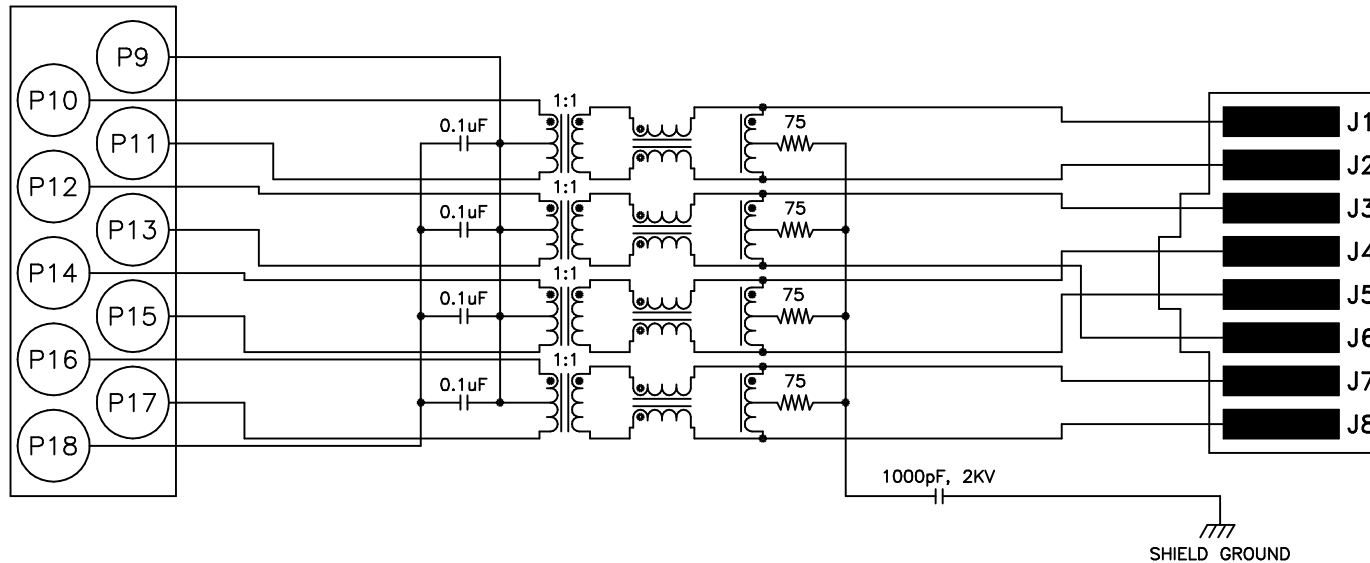 P9
P10
1:1
J1
0.1uF
75
P11
J2
P12
1:1
J3
0.1uF
75
P13
J4
P14
1:1
J5
0.1uF
75
P15
J6
P16
1:1
J7
0.1uF
75
P17
J8
P18
1000pF, 2KV
SHIELD GROUND